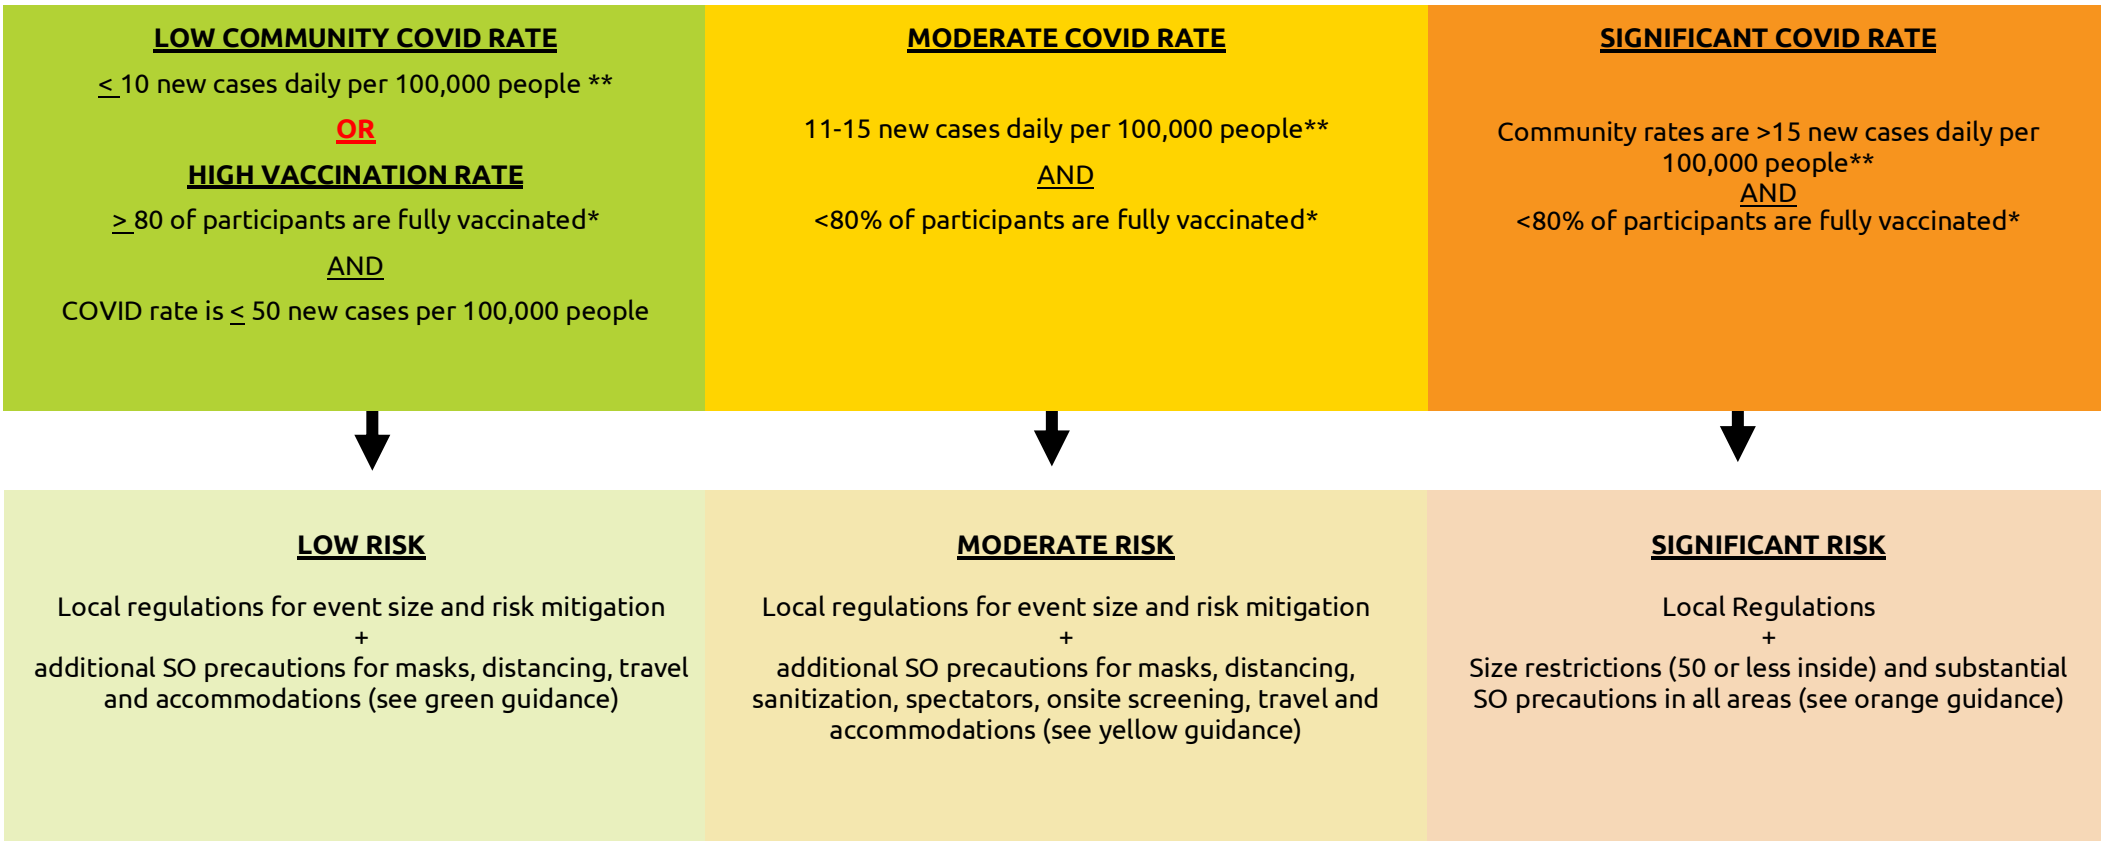 LOW COMMUNITY COVID RATE
< 10 new cases daily per 100,000 people **
OR
HIGH VACCINATION RATE
> 80 of participants are fully vaccinated*
AND
COVID rate is < 50 new cases per 100,000 people
MODERATE COVID RATE
11-15 new cases daily per 100,000 people**
AND
<80% of participants are fully vaccinated*
SIGNIFICANT COVID RATE
Community rates are >15 new cases daily per
100,000 people**
AND
<80% of participants are fully vaccinated*
LOW RISK
Local regulations for event size and risk mitigation
+
additional SO precautions for masks, distancing, travel
and accommodations (see green guidance)
MODERATE RISK
Local regulations for event size and risk mitigation
+
additional SO precautions for masks, distancing,
sanitization, spectators, onsite screening, travel and
accommodations (see yellow guidance)
SIGNIFICANT RISK
Local Regulations
+
Size restrictions (50 or less inside) and substantial
SO precautions in all areas (see orange guidance)